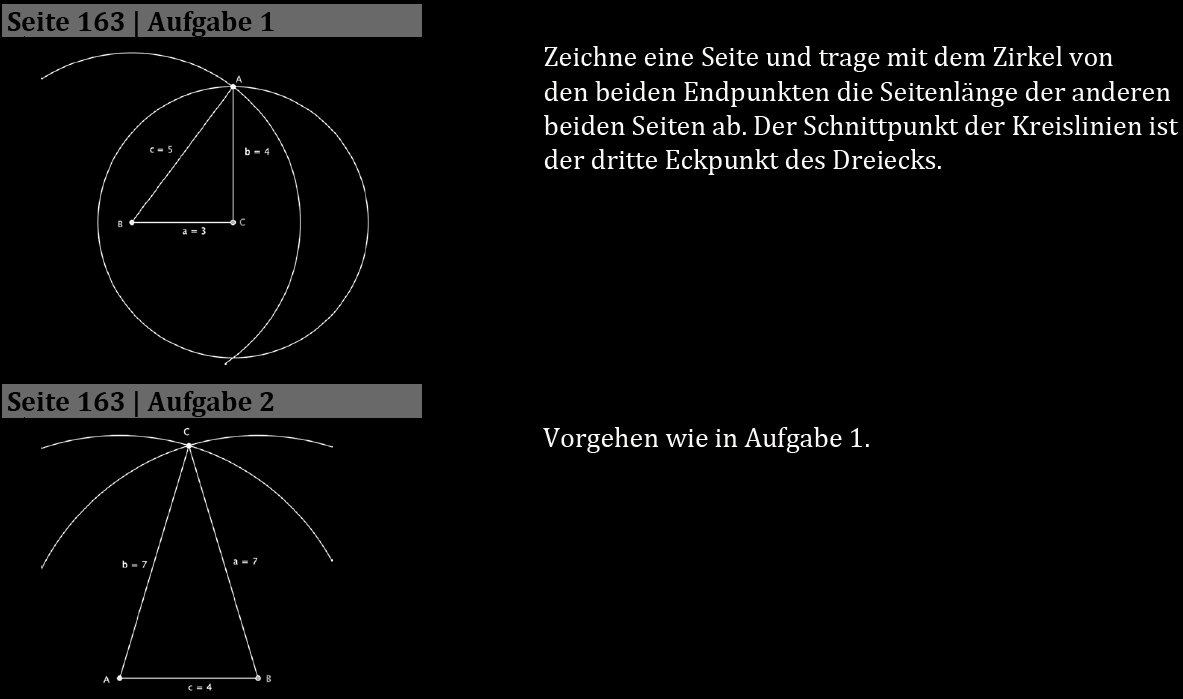 Seite 163 | Aufgabe 1
Zeichne eine Seite und trage mit dem Zirkel von
den beiden Endpunkten die Seitenlänge der anderen
beiden Seiten ab. Der Schnittpunkt der Kreislinien ist
der dritte Eckpunkt des Dreiecks.
A
c = 5
b = 4
B
C
a = 3
Seite 163 | Aufgabe 2
Vorgehen wie in Aufgabe 1.
C
b = 7
a = 7
A
B
c = 4